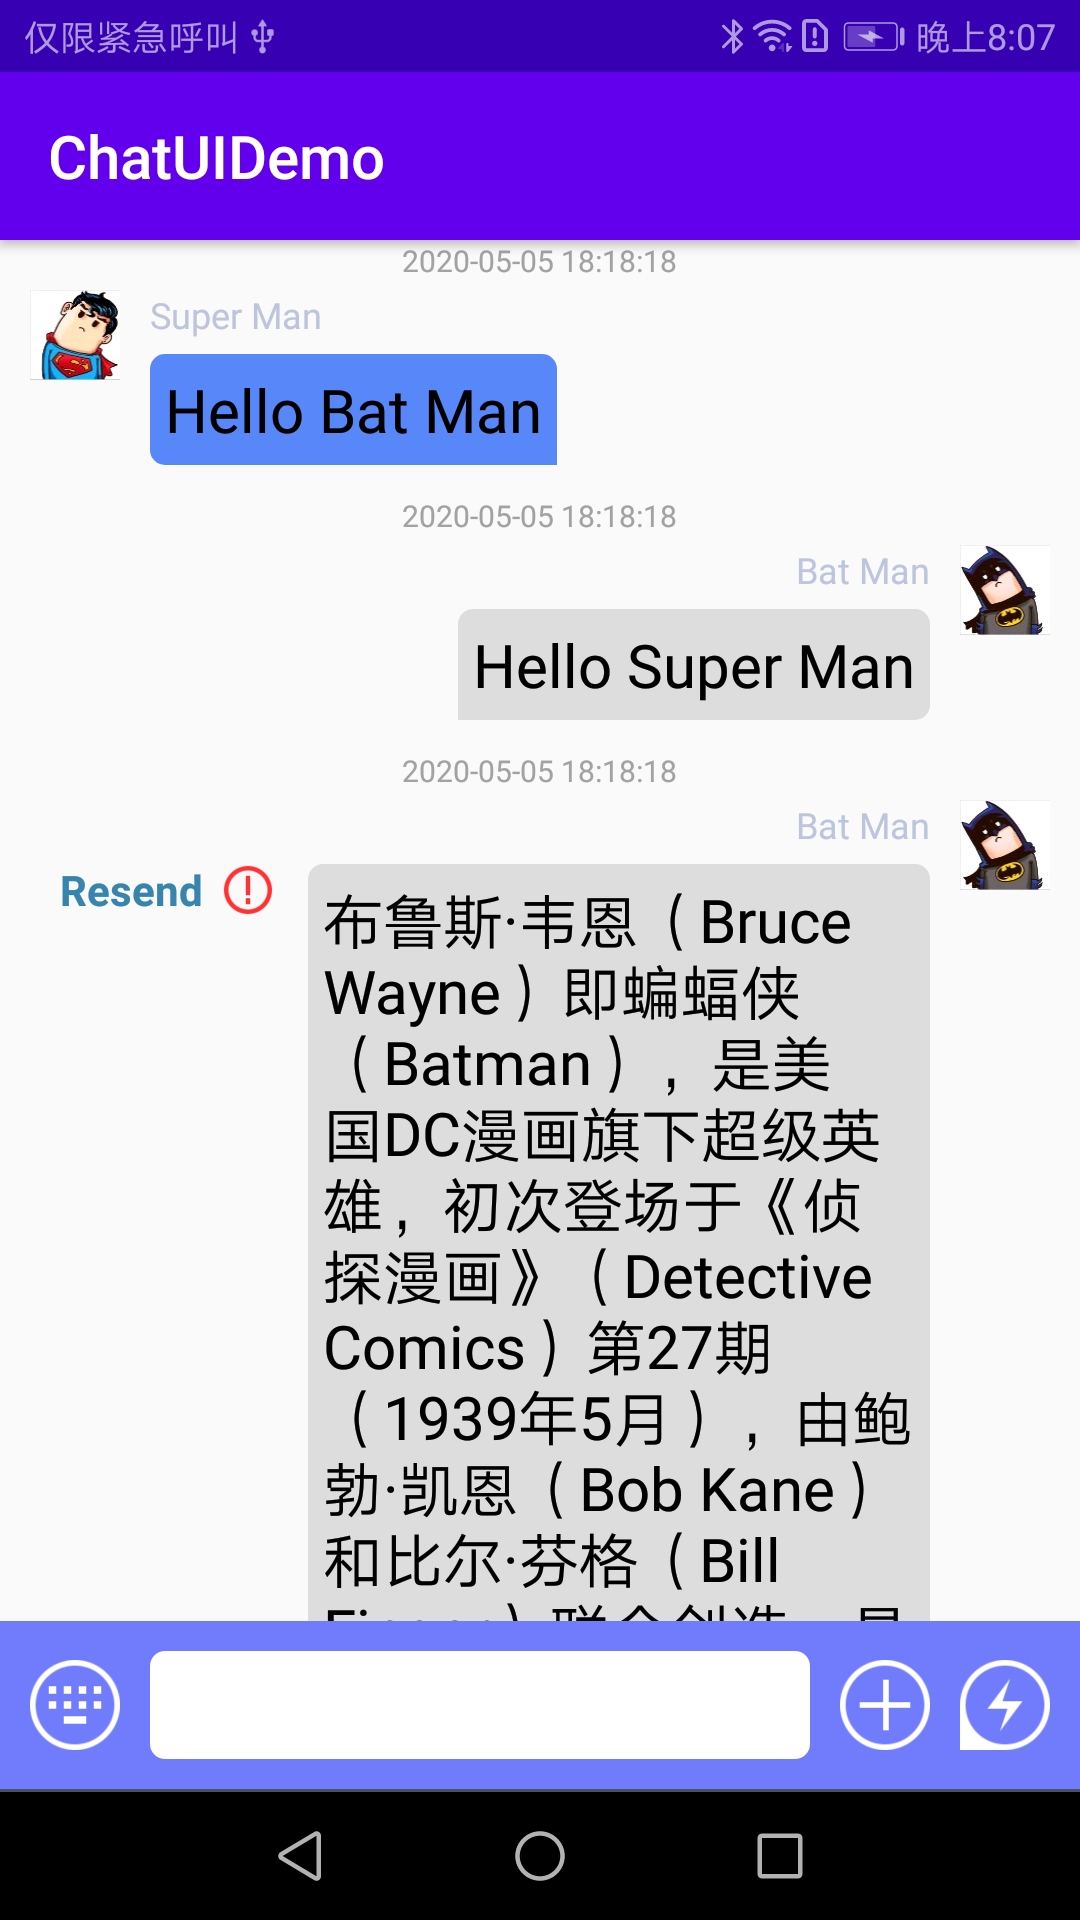 仅限紧急呼叫 晚上8:07
ChatUIDemo
2020-05-05 18:18:18
Super Man
Hello Bat Man
2020-05-05 18:18:18
Bat Man
Hello Super Man
2020-05-05 18:18:18
Bat Man
Resend
布鲁斯·韦恩（Bruce
Wayne）即蝙蝠侠
（Batman），是美
国DC漫画旗下超级英
雄，初次登场于《侦
探漫画》（Detective
Comics）第27期
（1939年5月），由鲍
勃·凯恩（Bob Kane）
和比尔·芬格（Bill